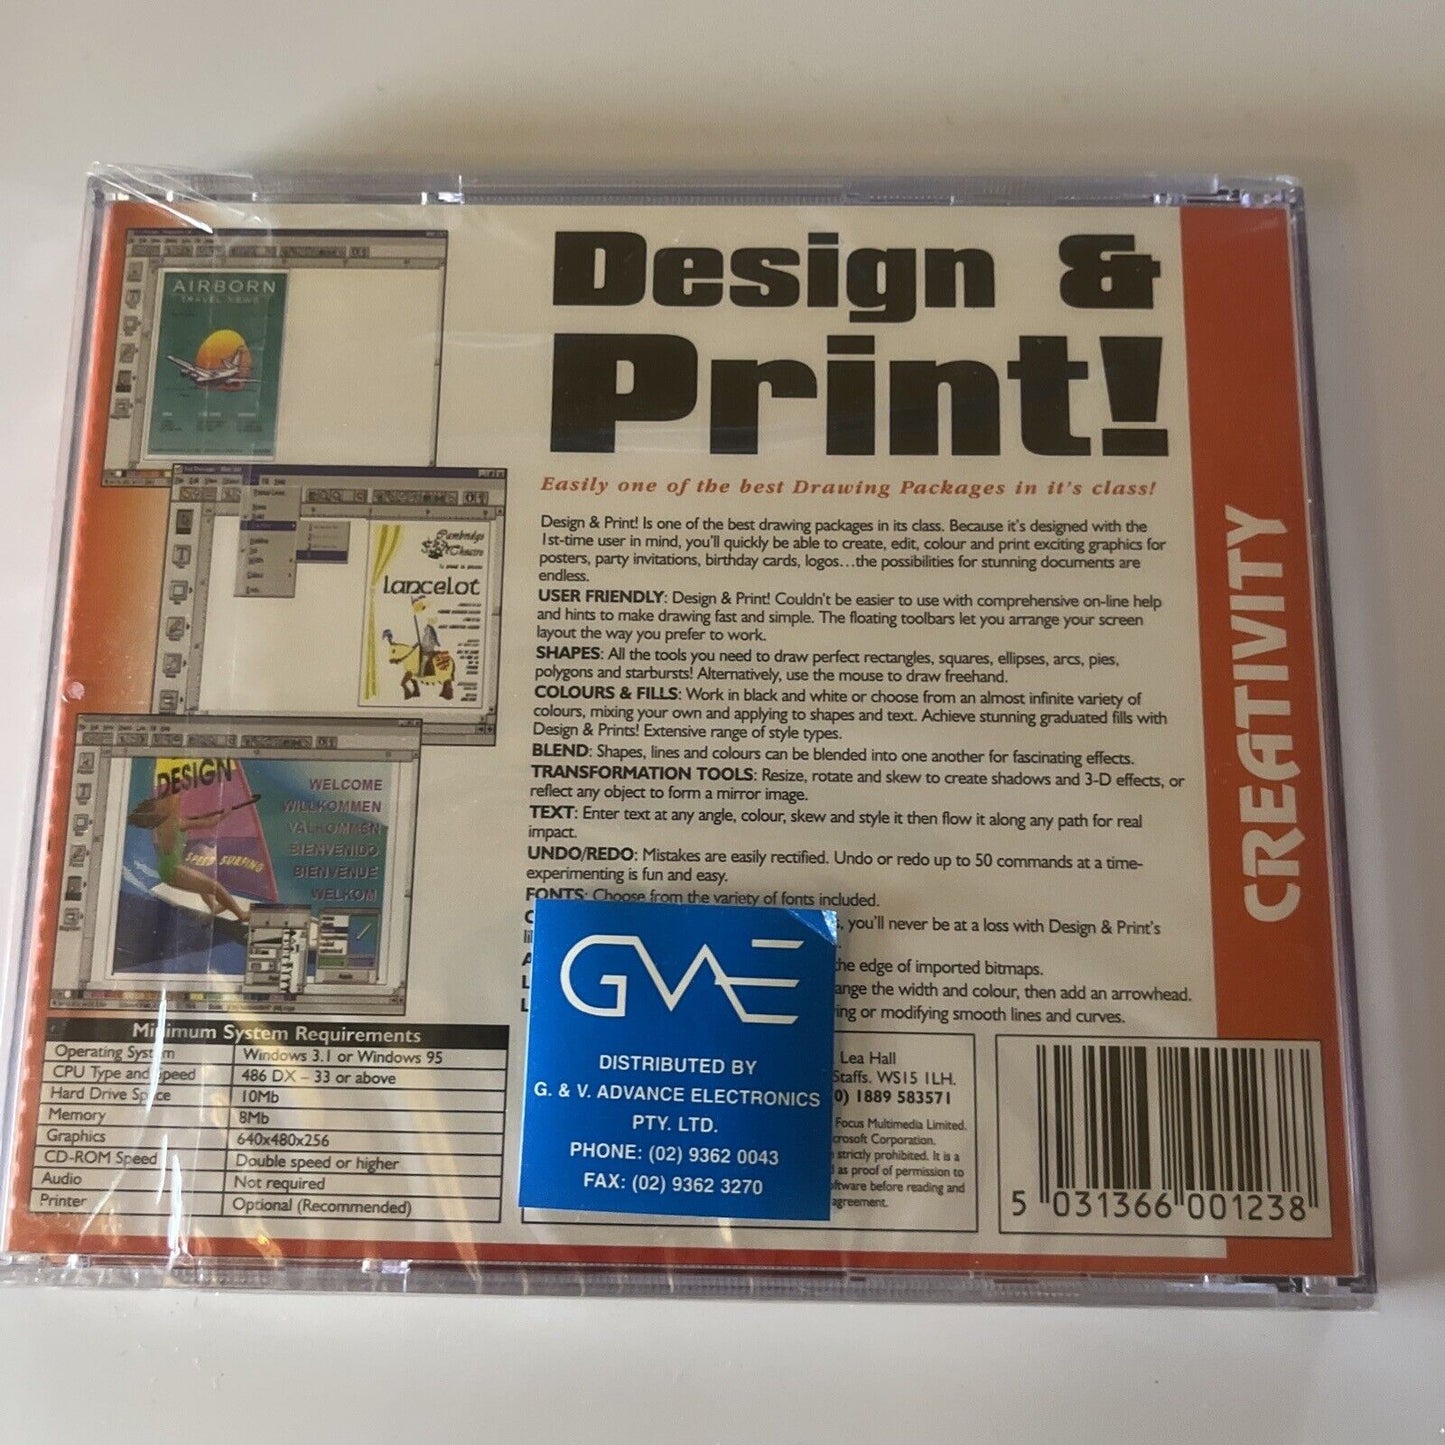 Design &
Print!
Easily one of the best Drawing Packages in it's class!
Design & Print! Is one of the best drawing packages in its class. Because it's designed with the
1st-time user in mind, you'll quickly be able to create, edit, colour and print exciting graphics for
posters, party invitations, birthday cards, logos...the possibilities for stunning documents are
endless.
USER FRIENDLY: Design & Print! Couldn't be easier to use with comprehensive on-line help
and hints to make drawing fast and simple. The floating toolbars let you arrange your screen
layout the way you prefer to work.
SHAPES: All the tools you need to draw perfect rectangles, squares, ellipses, arcs, pies,
polygons and starbursts! Alternatively, use the mouse to draw freehand.
COLOURS & FILLS: Work in black and white or choose from an almost infinite variety of
colours, mixing your own and applying to shapes and text. Achieve stunning graduated fills with
Design & Prints! Extensive range of style types.
BLEND: Shapes, lines and colours can be blended into one another for fascinating effects.
TRANSFORMATION TOOLS: Resize, rotate and skew to create shadows and 3-D effects, or
reflect any object to form a mirror image.
TEXT: Enter text at any angle, colour, skew and style it then flow it along any path for real
impact.
UNDO/REDO: Mistakes are easily rectified. Undo or redo up to 50 commands at a time-
experimenting is fun and easy.
FONTS: Choose from the variety of fonts included.
you'll never be at a loss with Design & Print's
the edge of imported bitmaps.
ange the width and colour, then add an arrowhead.
ing or modifying smooth lines and curves.
CREATIVITY
AIRBORN
TRAVEL NEWS
Cambridge
Theatre
Lancelot
DESIGN
SPEED SURFING
WELCOME
WILLKOMMEN
VALKOMMEN
BIENVENIDO
BIENVENUE
WELKOM
Minimum System Requirements
Operating System Windows 3.1 or Windows 95
CPU Type and Speed 486 DX – 33 or above
Hard Drive Space 10Mb
Memory 8Mb
Graphics 640x480x256
CD-ROM Speed Double speed or higher
Audio Not required
Printer Optional (Recommended)
GVAE
DISTRIBUTED BY
G. & V. ADVANCE ELECTRONICS
PTY. LTD.
PHONE: (02) 9362 0043
FAX: (02) 9362 3270
Lea Hall
Staffs. WS15 1LH.
0) 1889 583571
Focus Multimedia Limited.
crosoft Corporation.
strictly prohibited. It is a
as proof of permission to
ftware before reading and
agreement.
5 031366 001238